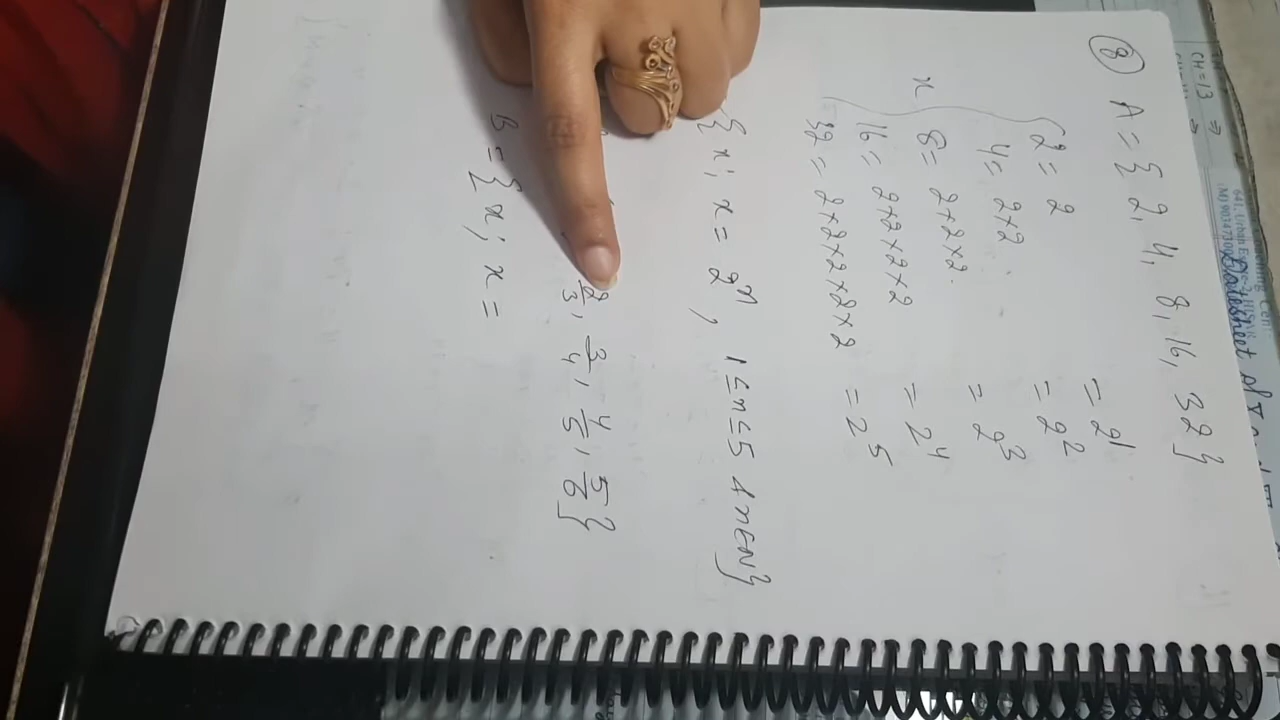 CH=13 ⇒
⑧ A = { 2, 4, 8, 16, 32 }
2 = 2 = 2¹
4 = 2×2 = 2²
x 8 = 2×2×2. = 2³
16 = 2×2×2×2 = 2⁴
32 = 2×2×2×2×2 = 2⁵
{ x; x = 2ⁿ, 1≤n≤5 & n∈N}
2/3, 3/4, 4/5, 5/6}
B = { x; x =